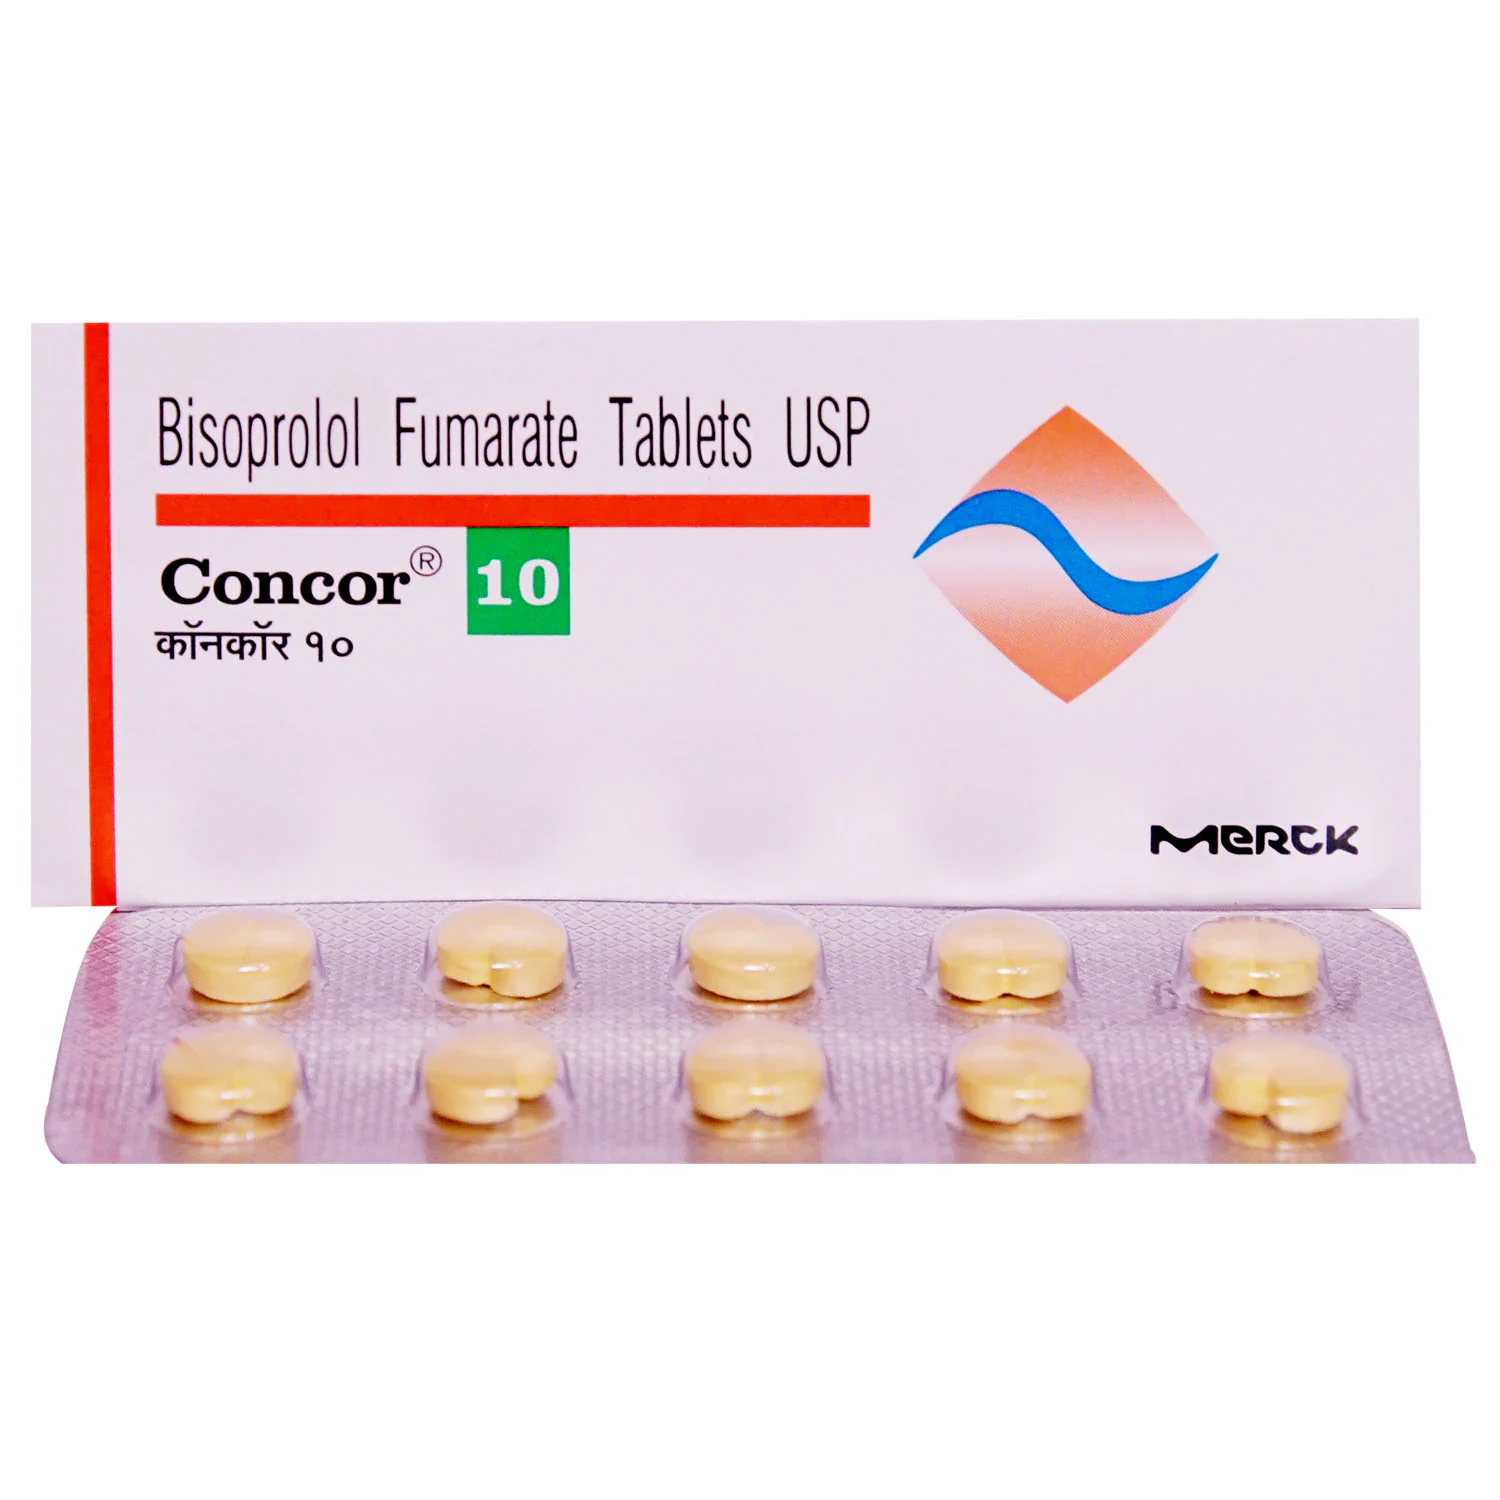 Bisoprolol Fumarate Tablets USP
Concor® 10
कॉनकॉर १०
MERCK